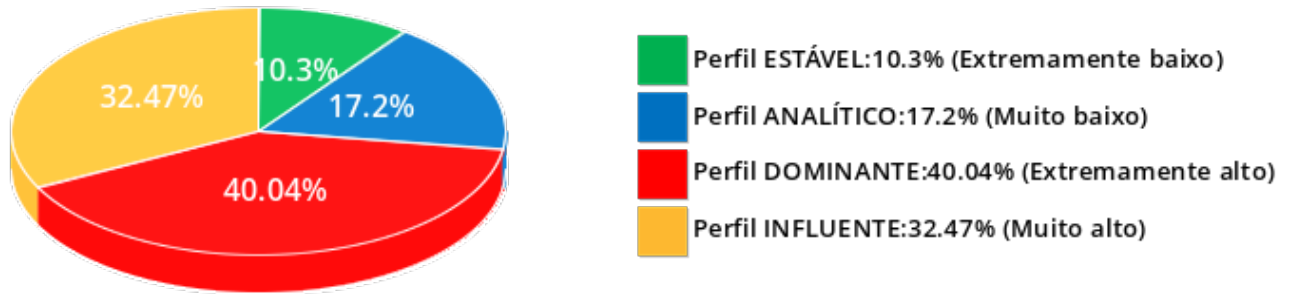 10.3%
32.47%
17.2%
40.04%
Perfil ESTÁVEL:10.3% (Extremamente baixo)
Perfil ANALÍTICO:17.2% (Muito baixo)
Perfil DOMINANTE:40.04% (Extremamente alto)
Perfil INFLUENTE:32.47% (Muito alto)